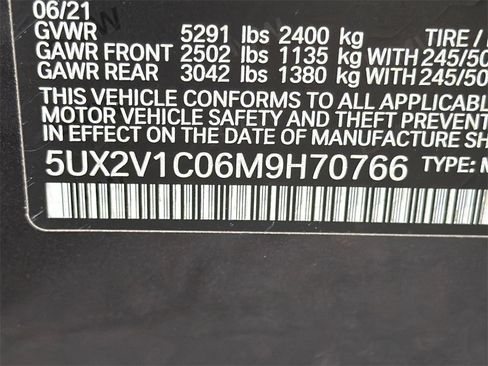 06/21
GVWR 5291 lbs 2400 kg TIRE /
GAWR FRONT 2502 lbs 1135 kg WITH 245/50
GAWR REAR 3042 lbs 1380 kg WITH 245/50
THIS VEHICLE CONFORMS TO ALL APPLICABL
MOTOR VEHICLE SAFETY AND THEFT PREVENT
IN EFFECT ON THE DATE OF MANUFACTURE SH
5UX2V1C06M9H70766 TYPE: